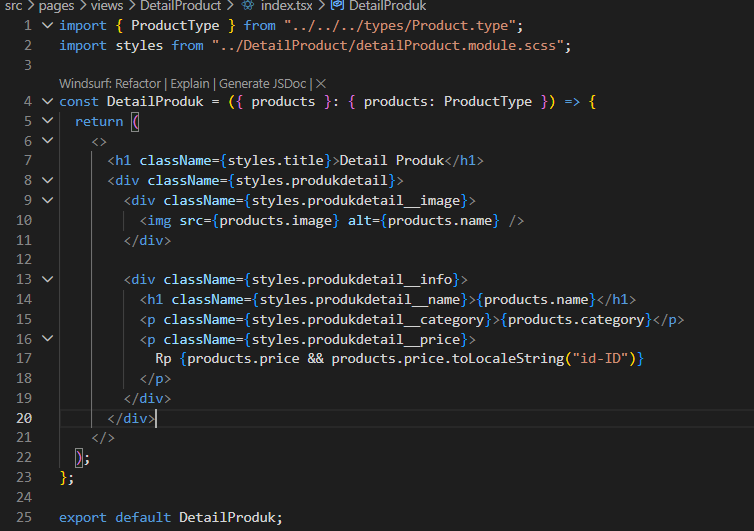 src > pages > views > DetailProduct > index.tsx > DetailProduk
1 import { ProductType } from "../../../types/Product.type";
2 import styles from "../DetailProduct/detailProduct.module.scss";
3
Windsurf: Refactor | Explain | Generate JSDoc | X
4 const DetailProduk = ({ products }: { products: ProductType }) => {
5 return (
6 <>
7 <h1 className={styles.title}>Detail Produk</h1>
8 <div className={styles.produkdetail}>
9 <div className={styles.produkdetail__image}>
10 <img src={products.image} alt={products.name} />
11 </div>
12
13 <div className={styles.produkdetail__info}>
14 <h1 className={styles.produkdetail__name}>{products.name}</h1>
15 <p className={styles.produkdetail__category}>{products.category}</p>
16 <p className={styles.produkdetail__price}>
17 Rp {products.price && products.price.toLocaleString("id-ID")}
18 </p>
19 </div>
20 </div>
21 </>
22 );
23 };
24
25 export default DetailProduk;